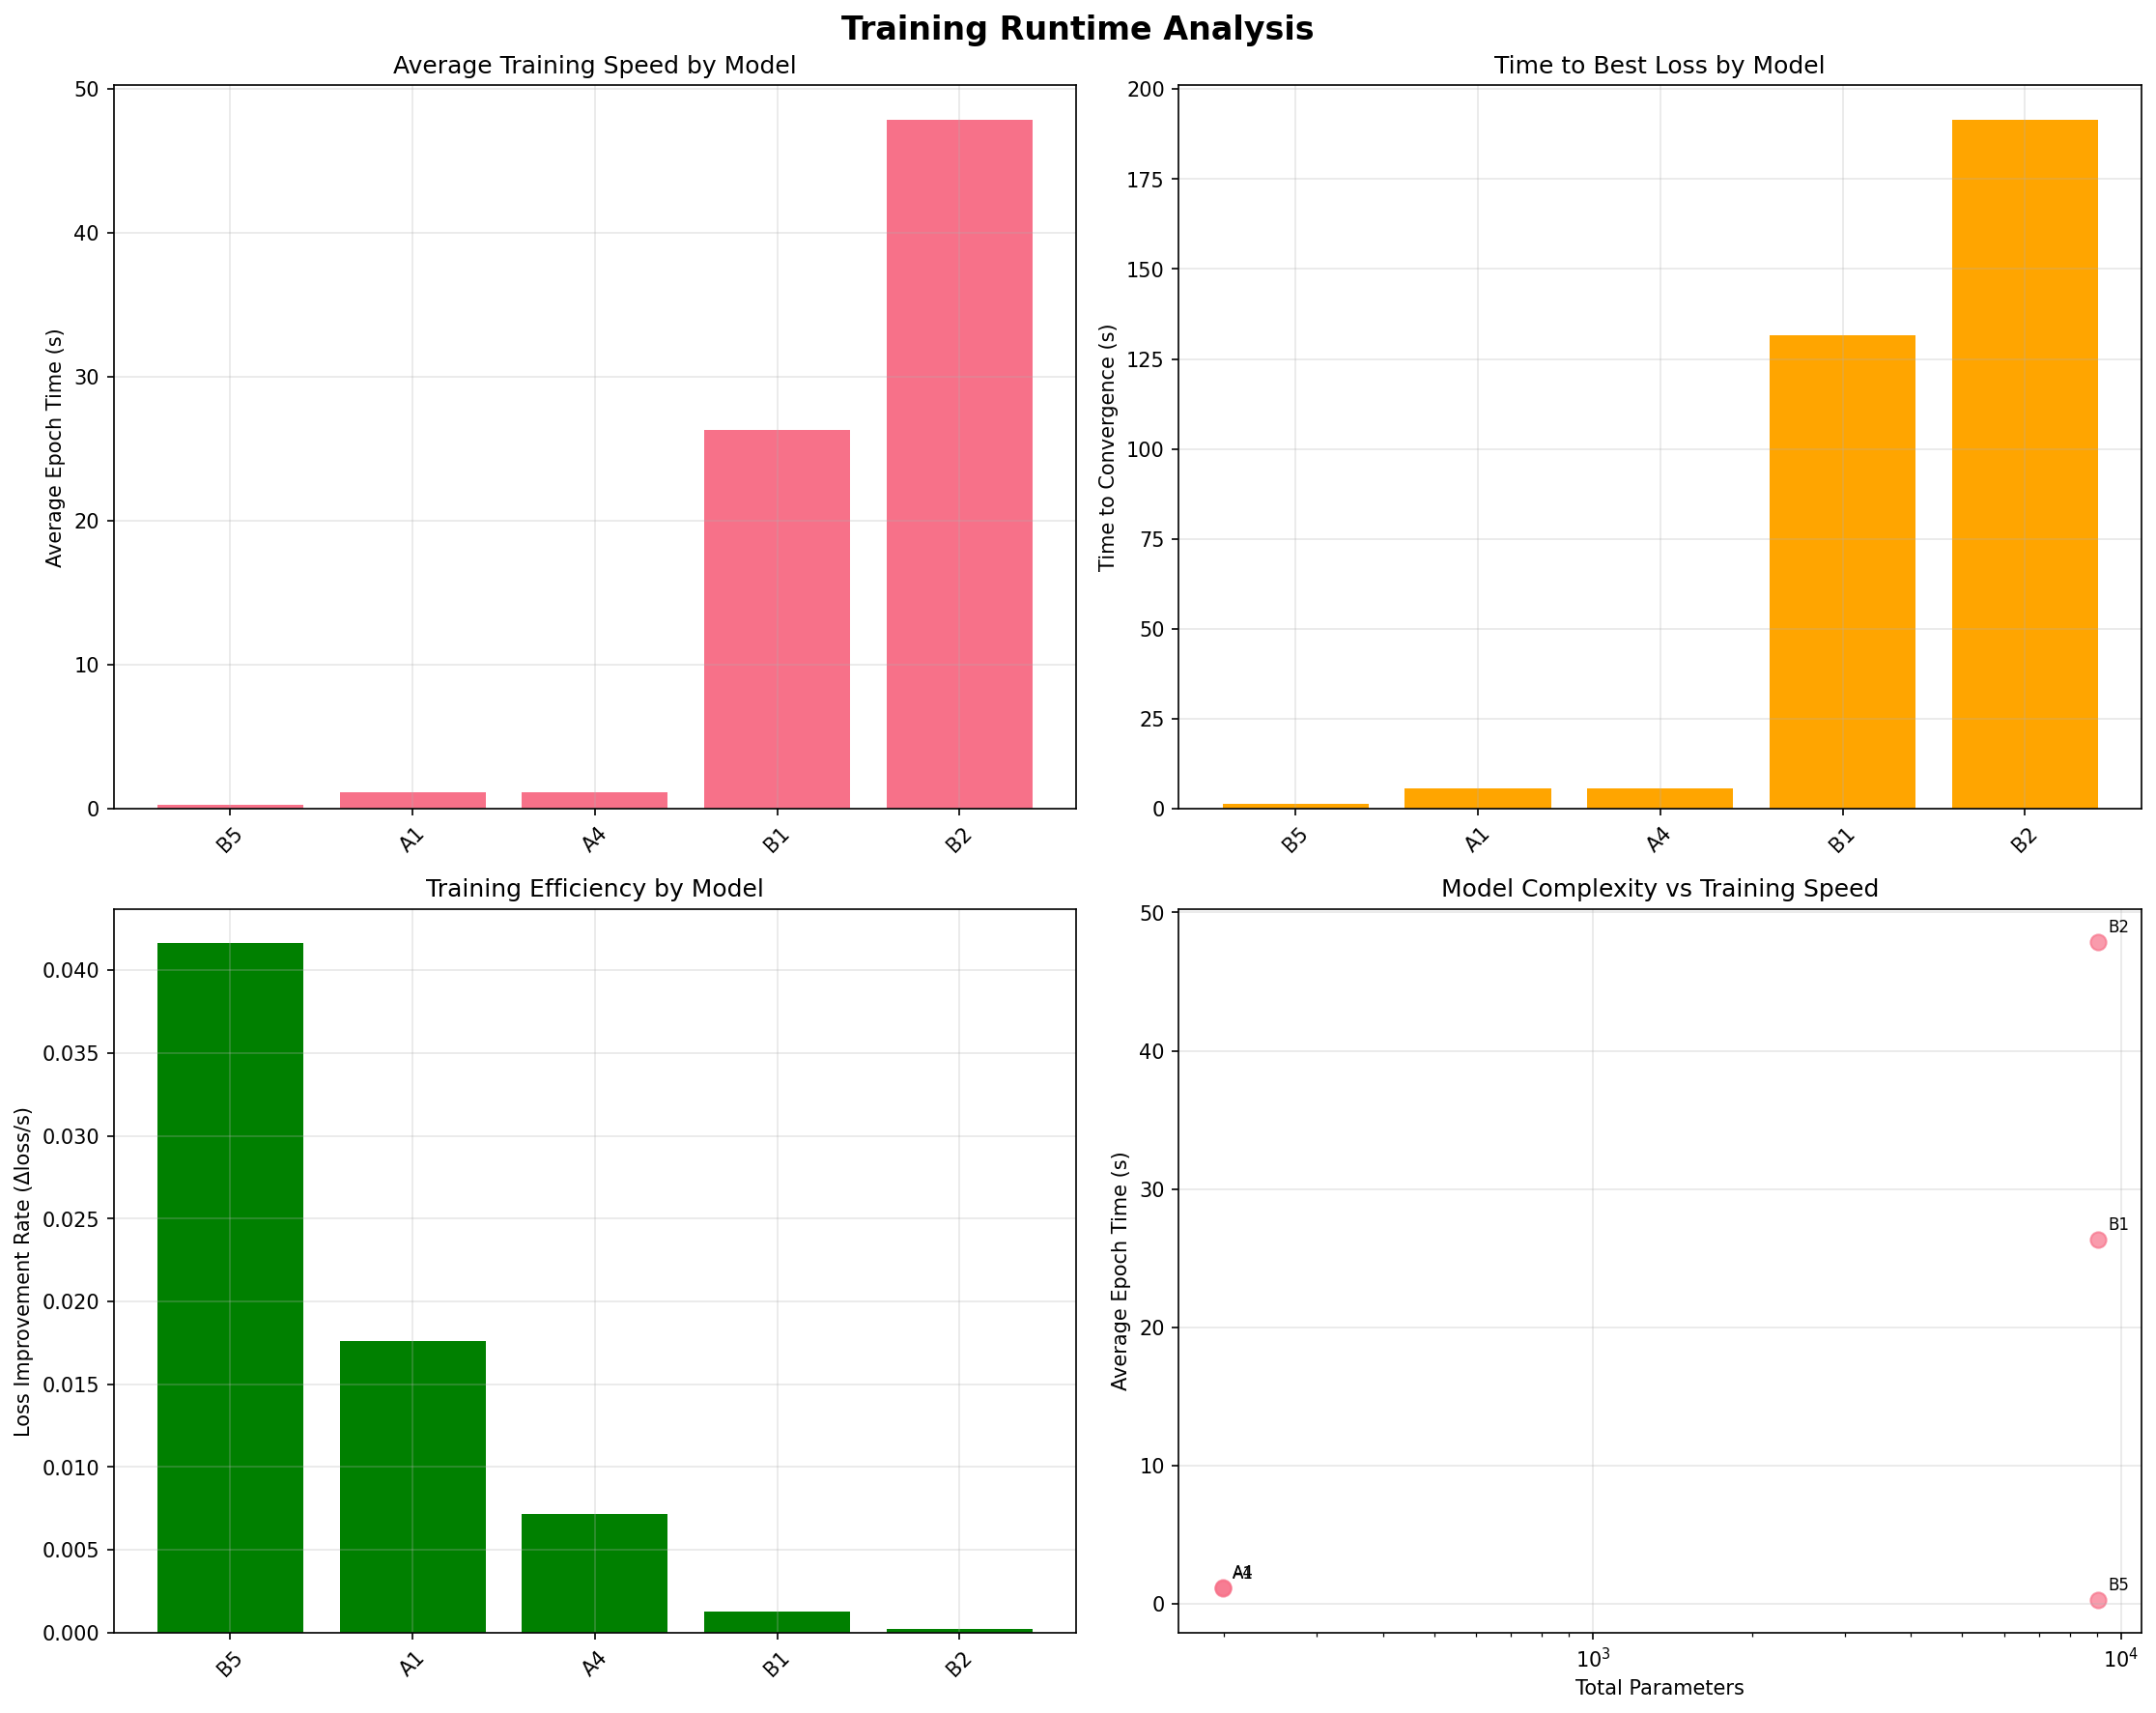 Training Runtime Analysis
Average Training Speed by Model
Average Epoch Time (s)
50
40
30
20
10
0
B5 A1 A4 B1 B2
Time to Best Loss by Model
Time to Convergence (s)
200
175
150
125
100
75
50
25
0
B5 A1 A4 B1 B2
Training Efficiency by Model
Loss Improvement Rate (Δloss/s)
0.040
0.035
0.030
0.025
0.020
0.015
0.010
0.005
0.000
B5 A1 A4 B1 B2
Model Complexity vs Training Speed
Average Epoch Time (s)
50
40
30
20
10
0
B2
B1
A1
A4
B5
10³ 10⁴
Total Parameters